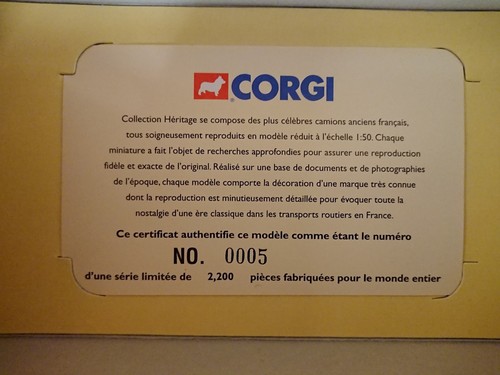 CORGI
Collection Héritage se compose des plus célèbres camions anciens français,
tous soigneusement reproduits en modèle réduit à l'échelle 1:50. Chaque
miniature a fait l'objet de recherches approfondies pour assurer une reproduction
fidèle et exacte de l'original. Réalisé sur une base de documents et de photographies
de l'époque, chaque modèle comporte la décoration d'une marque très connue
dont la reproduction est minutieusement détaillée pour évoquer toute la
nostalgie d'une ère classique dans les transports routiers en France.
Ce certificat authentifie ce modèle comme étant le numéro
NO. 0005
d'une série limitée de 2,200 pièces fabriquées pour le monde entier